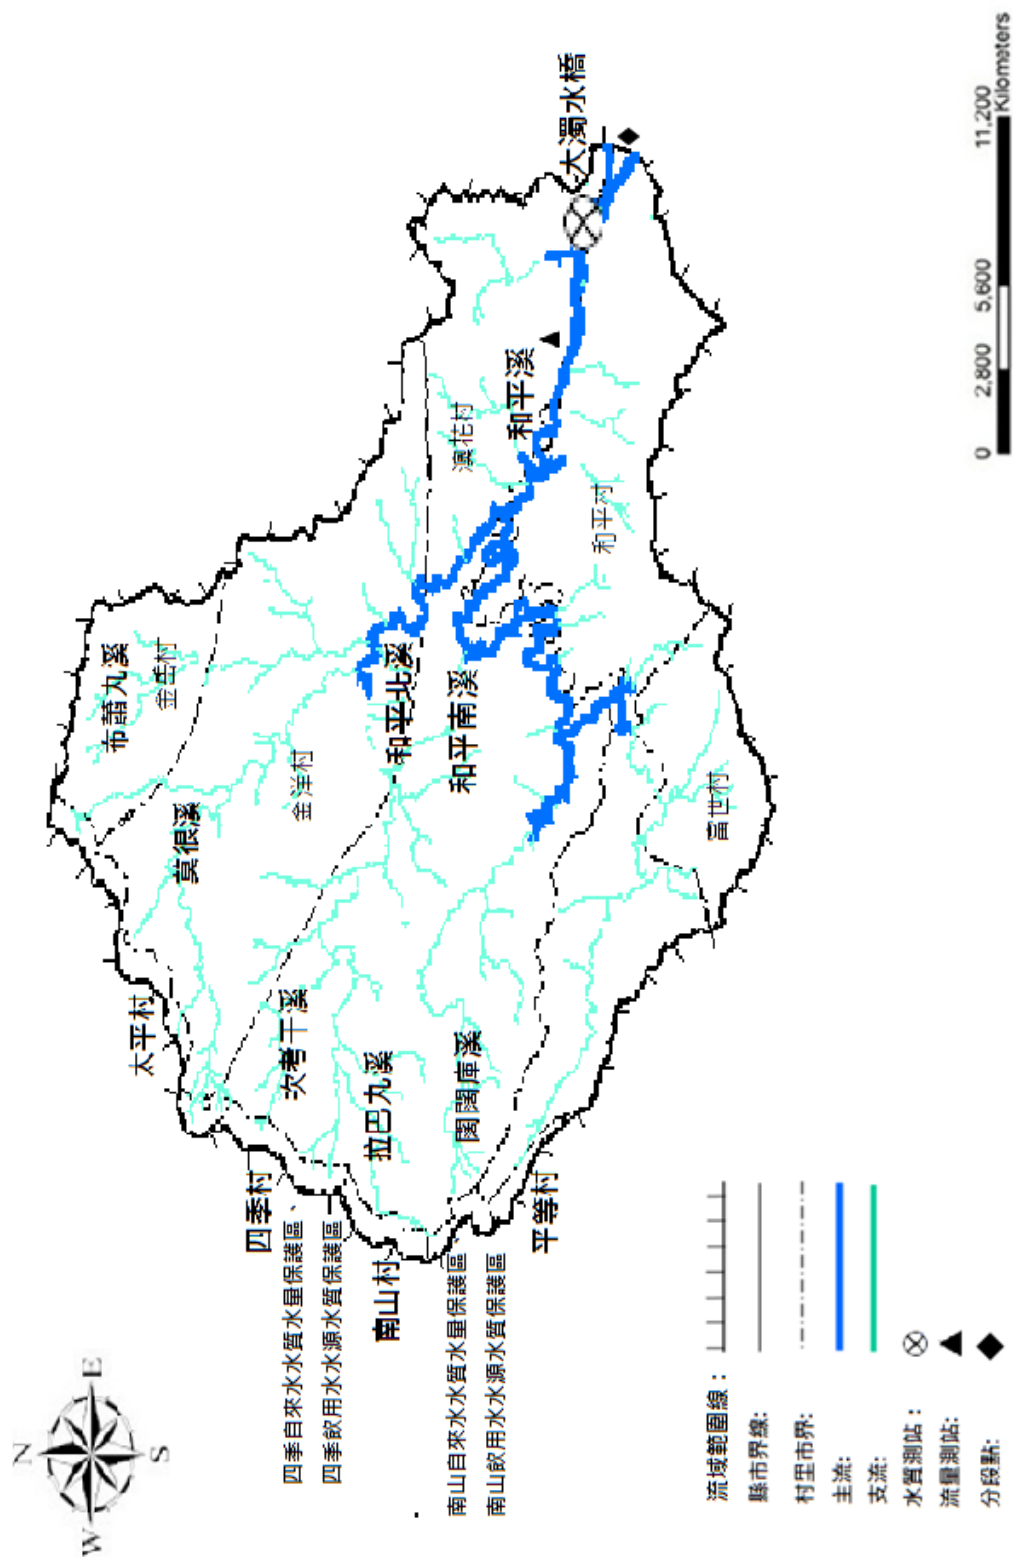 N
W
E
S
布蕭丸溪
金岳村
莫很溪
金洋村
太平村
和平北溪
和平南溪
次考干溪
拉巴丸溪
闊闊庫溪
四季村
南山村
平等村
富世村
和平村
澳花村
和平溪
大濁水橋
四季自來水水質水量保護區、
四季飲用水水源水質保護區
南山自來水水質水量保護區、
南山飲用水水源水質保護區
流域範圍線：
縣市界線:
村里市界:
主流:
支流:
水質測站：
流量測站:
分段點:
0 2,800 5,600 11,200
Kilometers